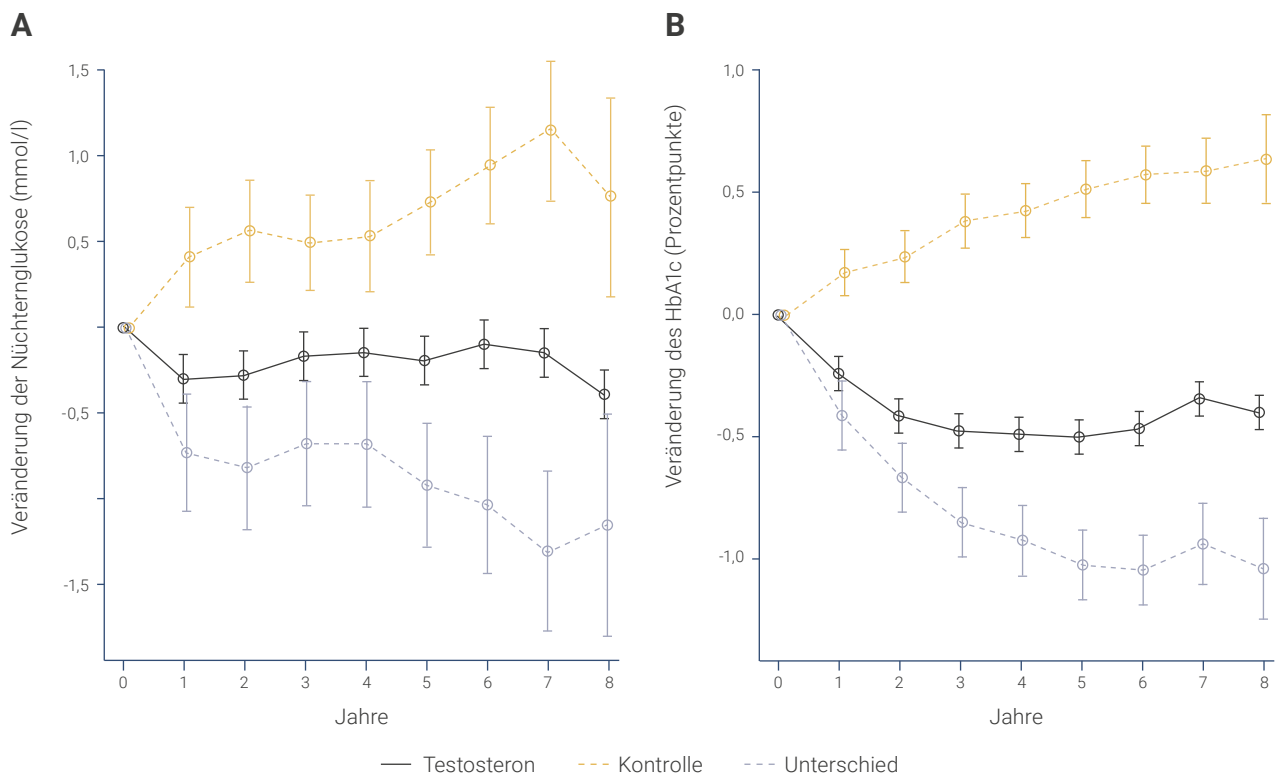 A
Veränderung der Nüchternglukose (mmol/l)
1,5
1,0
0,5
-0,5
-1,5
0 1 2 3 4 5 6 7 8
Jahre
B
Veränderung des HbA1c (Prozentpunkte)
1,0
0,5
0,0
-0,5
-1,0
0 1 2 3 4 5 6 7 8
Jahre
Testosteron Kontrolle Unterschied